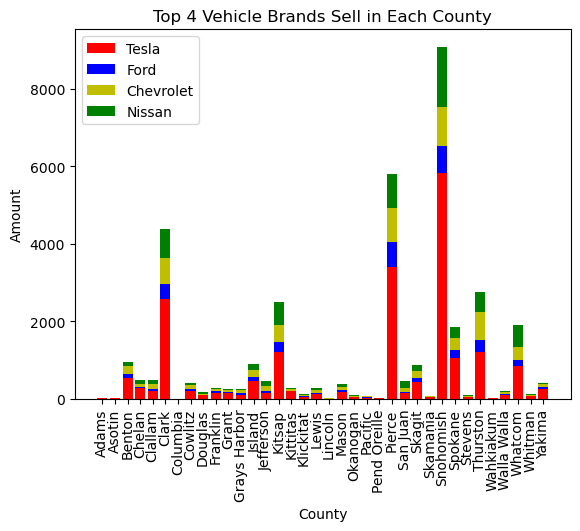 Top 4 Vehicle Brands Sell in Each County
Tesla
Ford
Chevrolet
Nissan
Amount
8000
6000
4000
2000
0
Adams
Asotin
Benton
Chelan
Clallam
Clark
Columbia
Cowlitz
Douglas
Franklin
Grant
Grays Harbor
Island
Jefferson
Kitsap
Kittitas
Klickitat
Lewis
Lincoln
Mason
Okanogan
Pacific
Pend Oreille
Pierce
San Juan
Skagit
Skamania
Snohomish
Spokane
Stevens
Thurston
Wahkiakum
Walla Walla
Whatcom
Whitman
Yakima
County